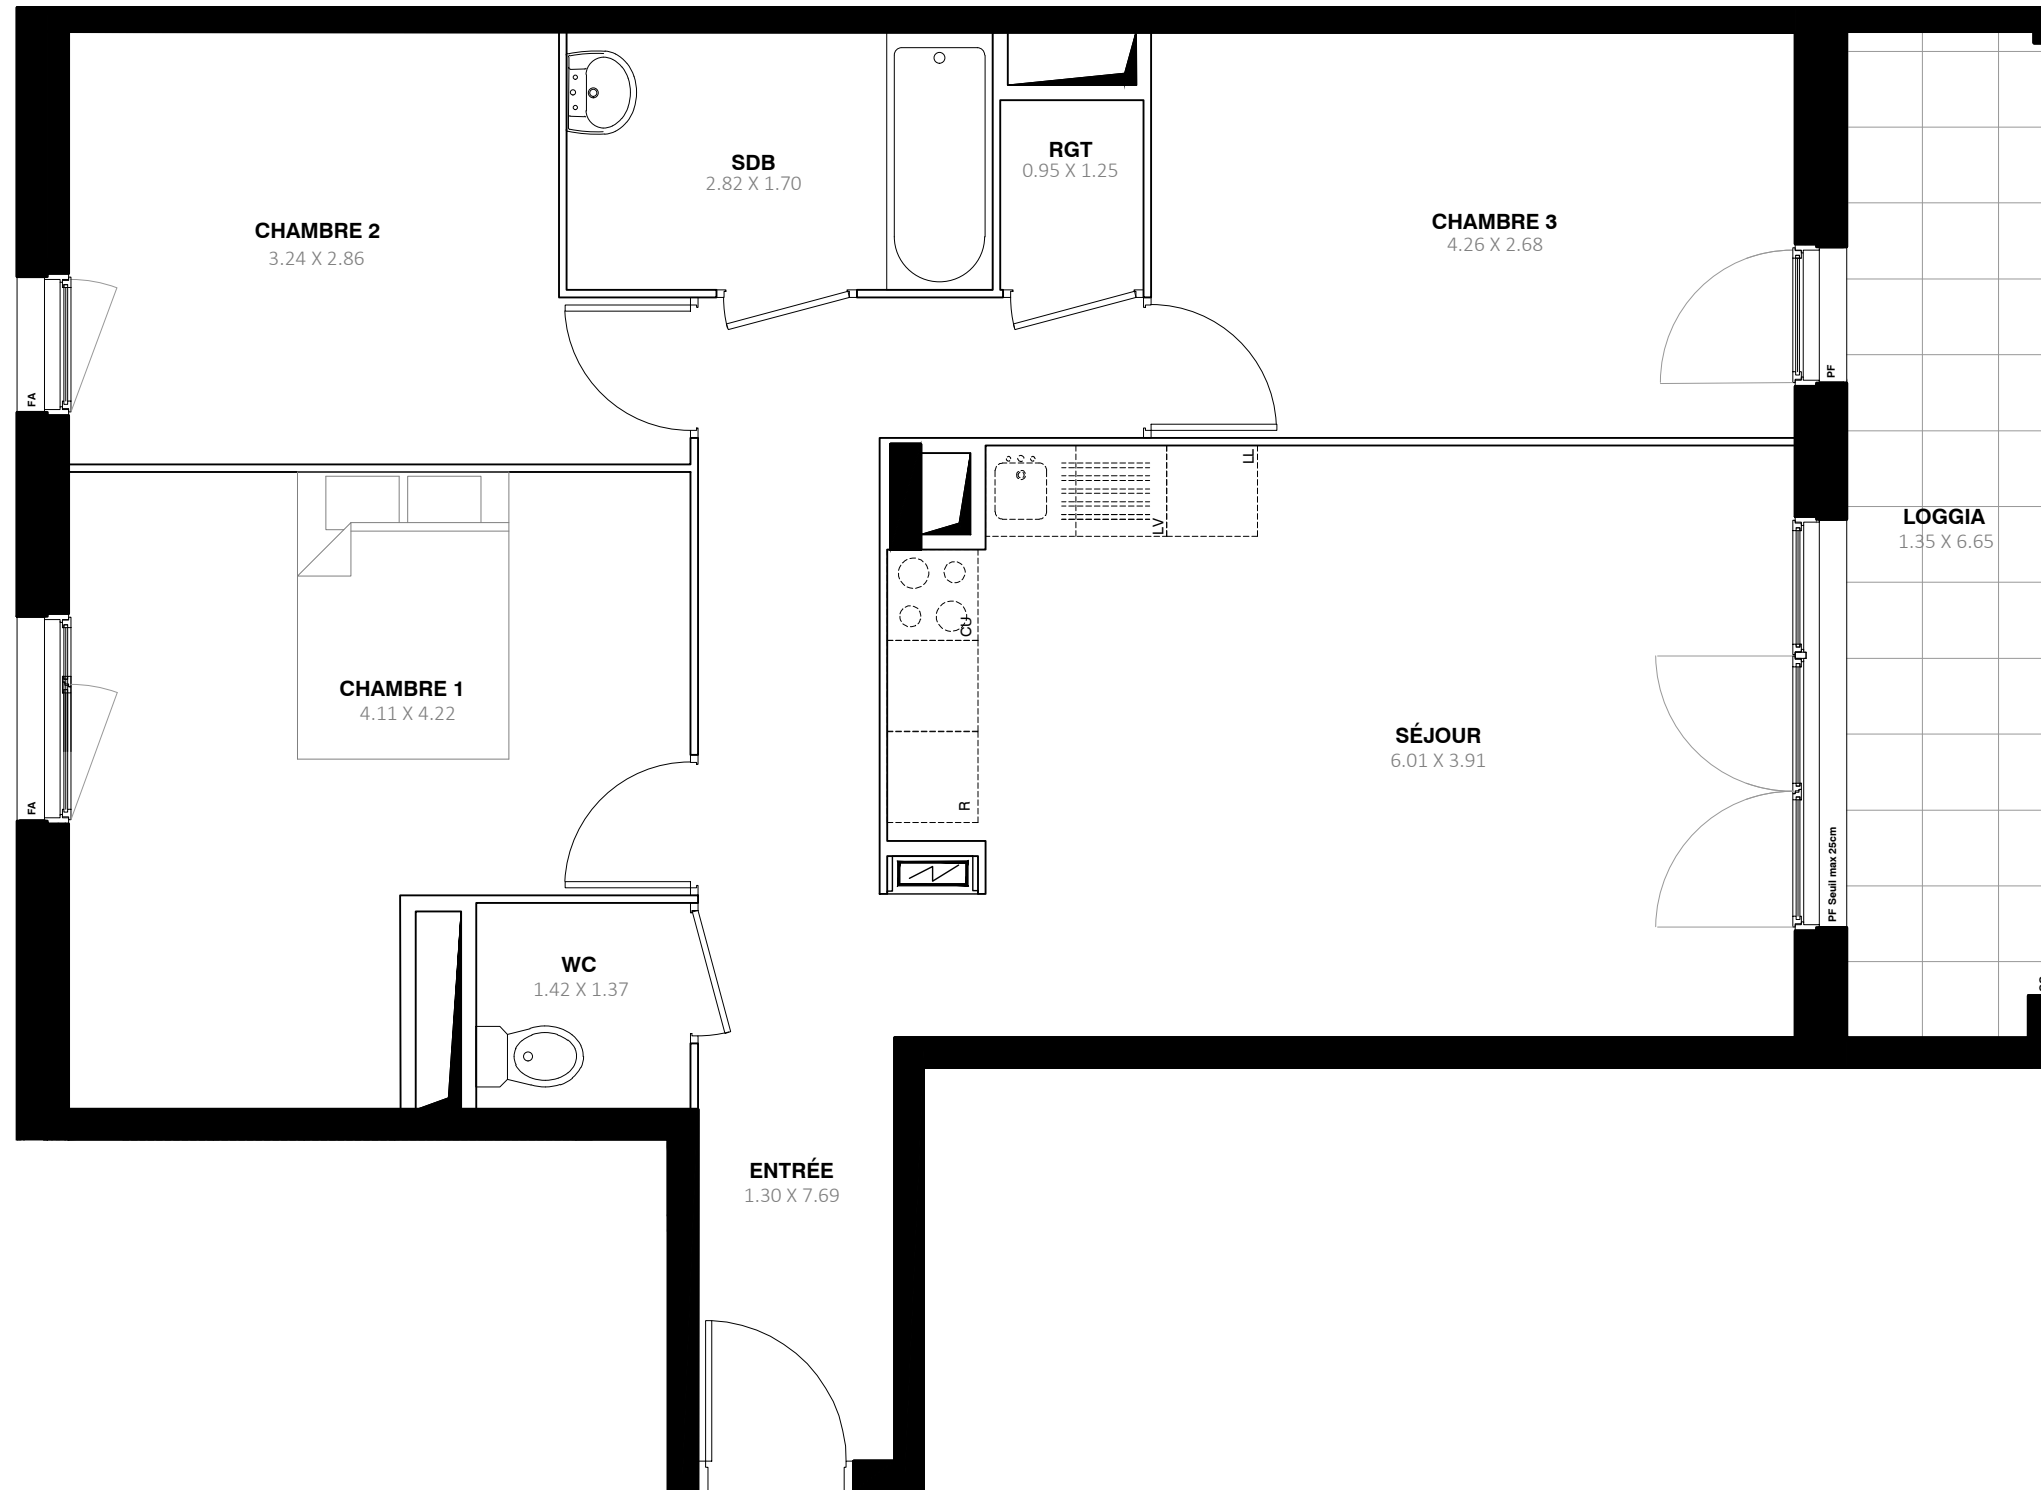 SDB
2.82 X 1.70
RGT
0.95 X 1.25
CHAMBRE 2
3.24 X 2.86
CHAMBRE 3
4.26 X 2.68
FA
PF
LL
LV
LOGGIA
1.35 X 6.65
CU
CHAMBRE 1
4.11 X 4.22
SÉJOUR
6.01 X 3.91
FA
R
PF Seuil max 25cm
WC
1.42 X 1.37
ENTRÉE
1.30 X 7.69